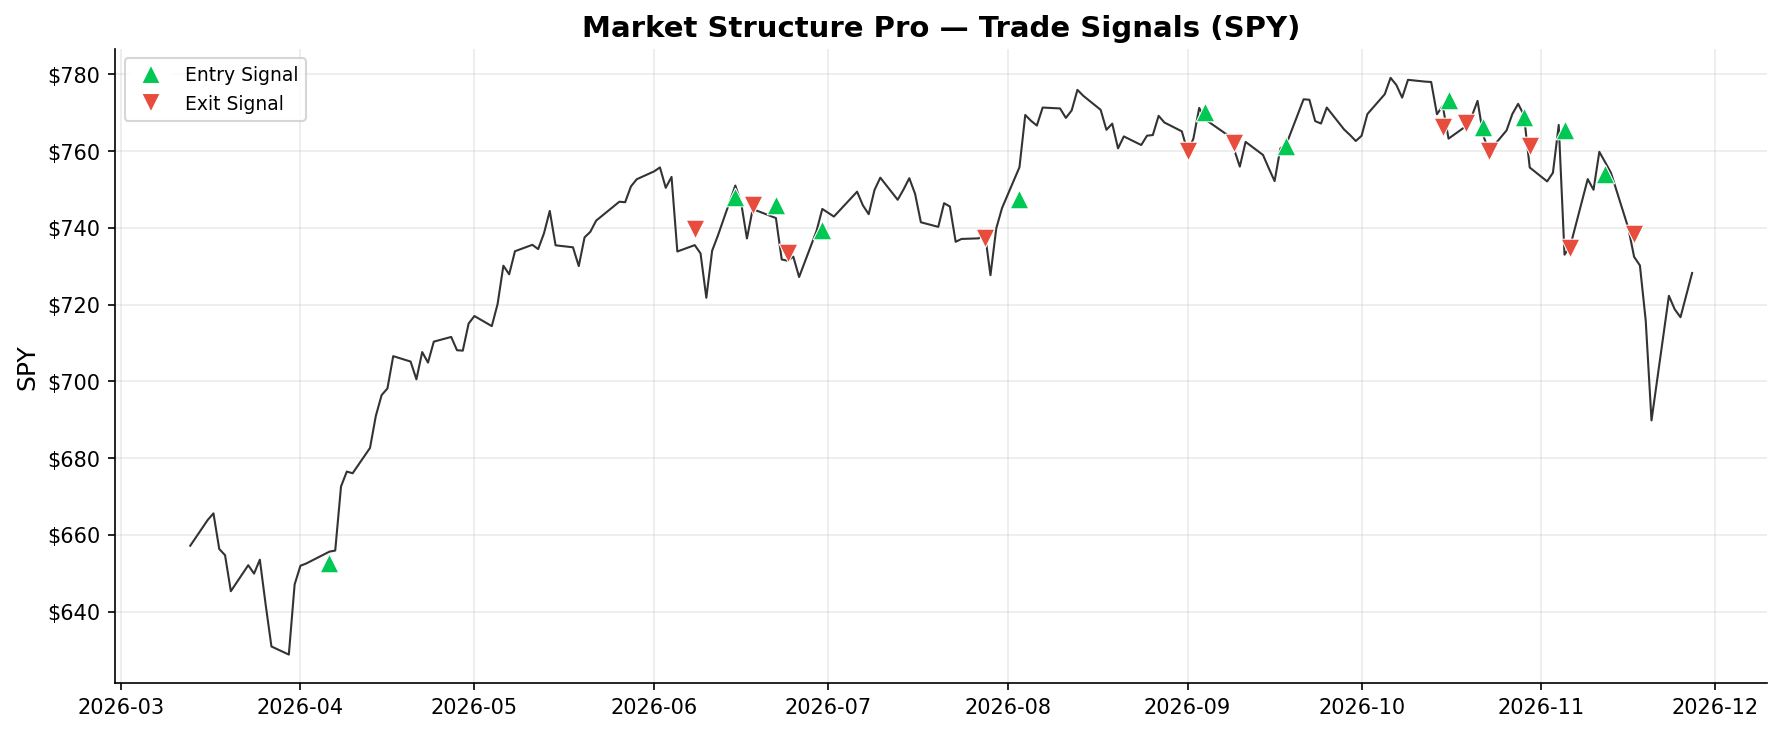 Market Structure Pro — Trade Signals (SPY)
Entry Signal
Exit Signal
SPY
$780
$760
$740
$720
$700
$680
$660
$640
2026-03 2026-04 2026-05 2026-06 2026-07 2026-08 2026-09 2026-10 2026-11 2026-12